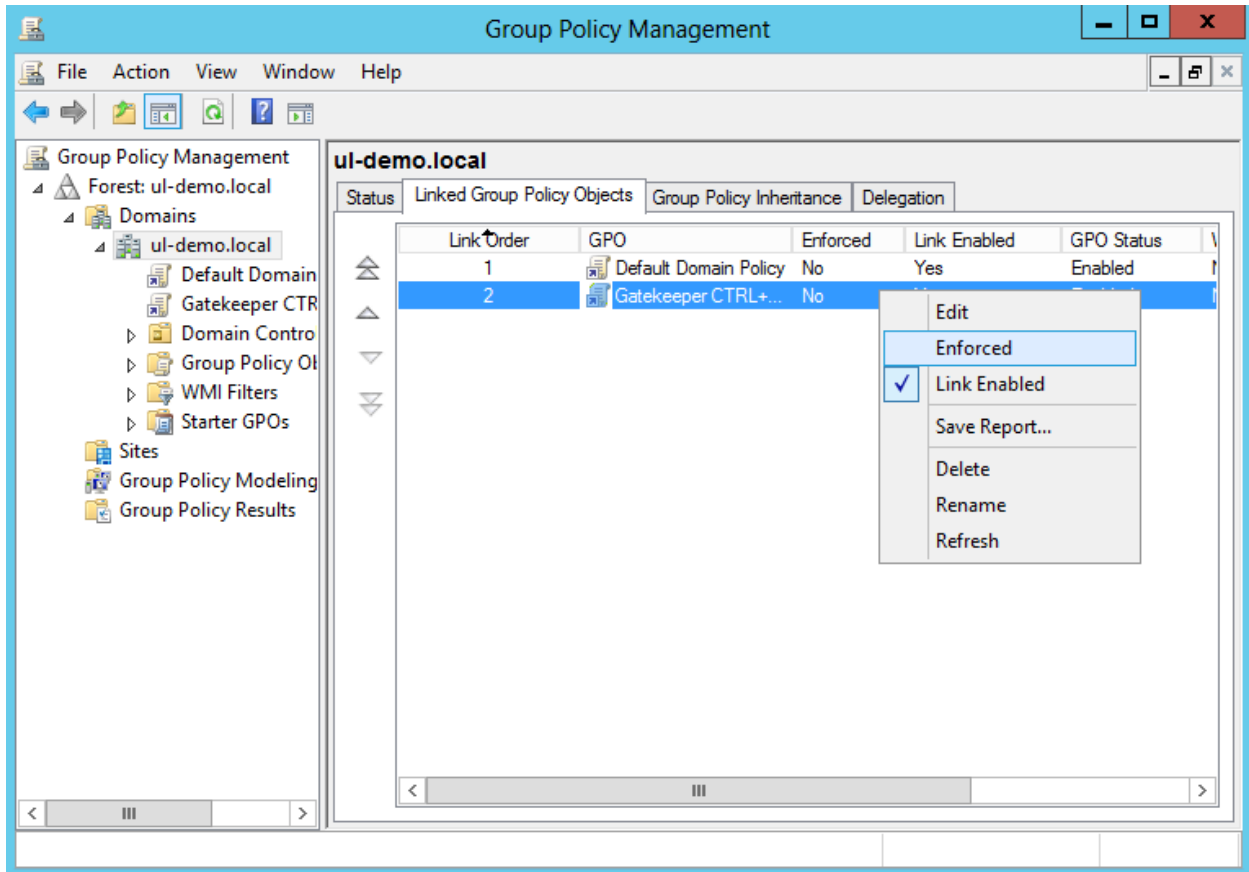 Group Policy Management
File Action View Window Help
Group Policy Management
Forest: ul-demo.local
Domains
ul-demo.local
Default Domain
Gatekeeper CTR
Domain Contro
Group Policy Ob
WMI Filters
Starter GPOs
Sites
Group Policy Modeling
Group Policy Results
ul-demo.local
Status Linked Group Policy Objects Group Policy Inheritance Delegation
Link Order GPO Enforced Link Enabled GPO Status
1 Default Domain Policy No Yes Enabled
2 Gatekeeper CTRL+... No
Edit
Enforced
Link Enabled
Save Report...
Delete
Rename
Refresh